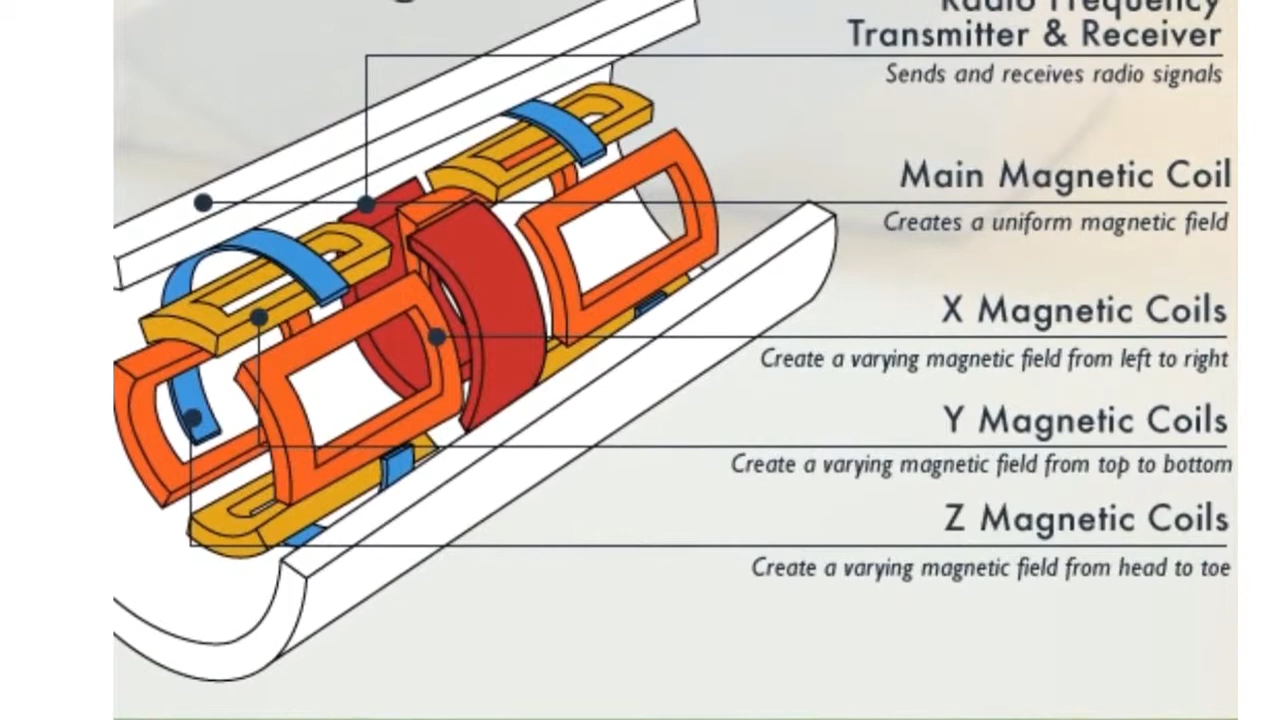 Radio Frequency
Transmitter & Receiver
Sends and receives radio signals
Main Magnetic Coil
Creates a uniform magnetic field
X Magnetic Coils
Create a varying magnetic field from left to right
Y Magnetic Coils
Create a varying magnetic field from top to bottom
Z Magnetic Coils
Create a varying magnetic field from head to toe